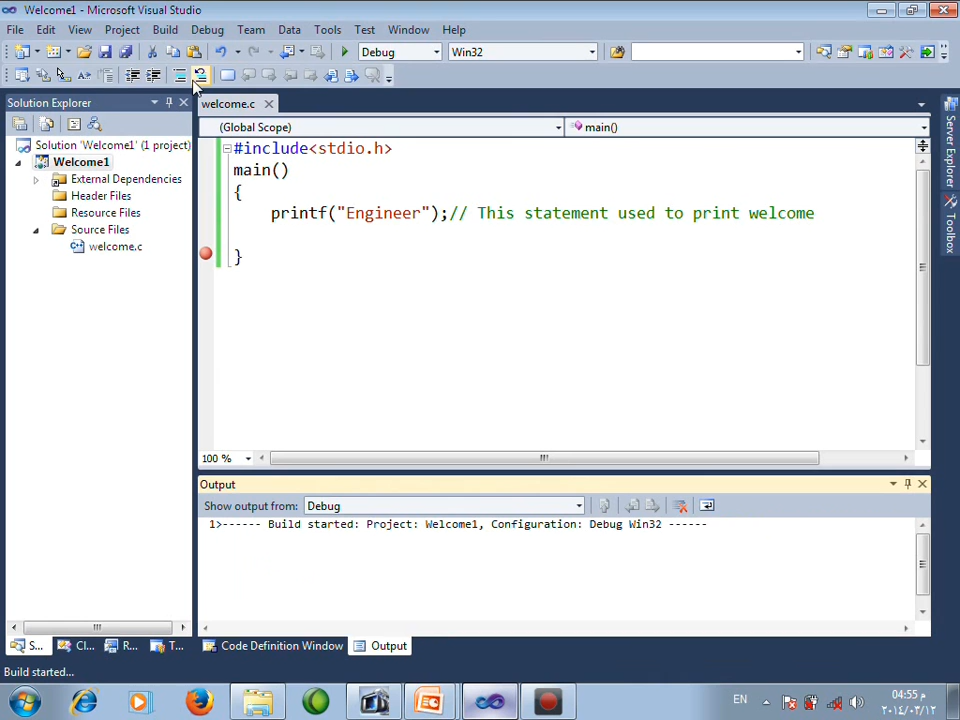 Welcome1 - Microsoft Visual Studio
File Edit View Project Build Debug Team Data Tools Test Window Help
Debug Win32
Solution Explorer
welcome.c
(Global Scope) main()
Solution 'Welcome1' (1 project)
Welcome1
External Dependencies
Header Files
Resource Files
Source Files
welcome.c
#include<stdio.h>
main()
{
printf("Engineer");// This statement used to print welcome
}
100 %
Server Explorer
Toolbox
Output
Show output from: Debug
1>------ Build started: Project: Welcome1, Configuration: Debug Win32 ------
S... Cl... R... T... Code Definition Window Output
Build started...
EN
04:55 م
٢٠١٤/٠٣/١٢